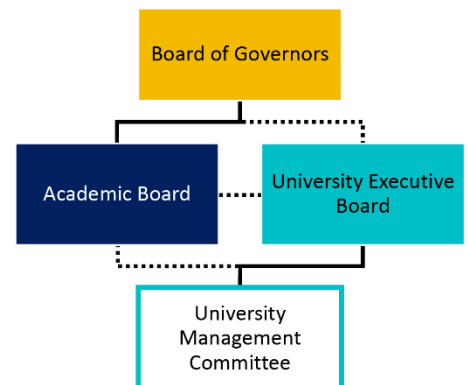 Board of Governors
Academic Board
University Executive
Board
University
Management
Committee